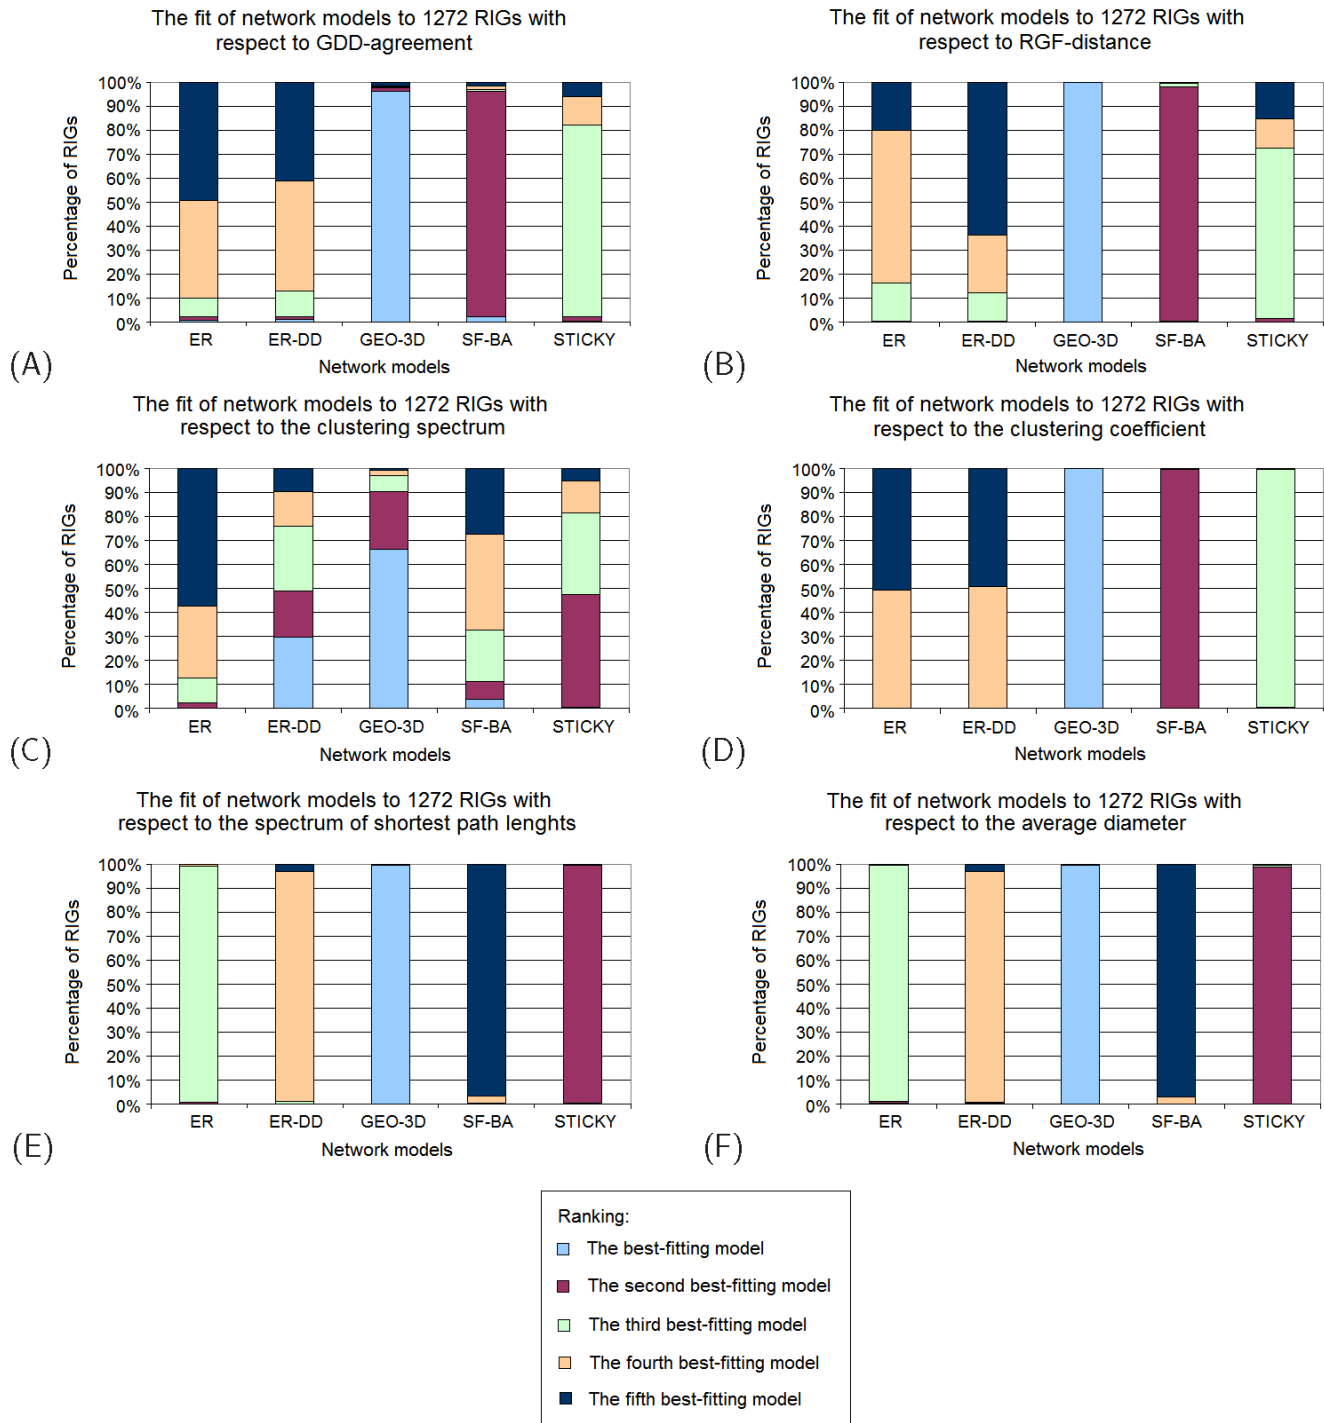 The fit of network models to 1272 RIGs with
respect to GDD-agreement
Percentage of RIGs
100%
90%
80%
70%
60%
50%
40%
30%
20%
10%
0%
ER ER-DD GEO-3D SF-BA STICKY
Network models
(A)
The fit of network models to 1272 RIGs with
respect to RGF-distance
Percentage of RIGs
100%
90%
80%
70%
60%
50%
40%
30%
20%
10%
0%
ER ER-DD GEO-3D SF-BA STICKY
Network models
(B)
The fit of network models to 1272 RIGs with
respect to the clustering spectrum
Percentage of RIGs
100%
90%
80%
70%
60%
50%
40%
30%
20%
10%
0%
ER ER-DD GEO-3D SF-BA STICKY
Network models
(C)
The fit of network models to 1272 RIGs with
respect to the clustering coefficient
Percentage of RIGs
100%
90%
80%
70%
60%
50%
40%
30%
20%
10%
0%
ER ER-DD GEO-3D SF-BA STICKY
Network models
(D)
The fit of network models to 1272 RIGs with
respect to the spectrum of shortest path lenghts
Percentage of RIGs
100%
90%
80%
70%
60%
50%
40%
30%
20%
10%
0%
ER ER-DD GEO-3D SF-BA STICKY
Network models
(E)
The fit of network models to 1272 RIGs with
respect to the average diameter
Percentage of RIGs
100%
90%
80%
70%
60%
50%
40%
30%
20%
10%
0%
ER ER-DD GEO-3D SF-BA STICKY
Network models
(F)
Ranking:
The best-fitting model
The second best-fitting model
The third best-fitting model
The fourth best-fitting model
The fifth best-fitting model